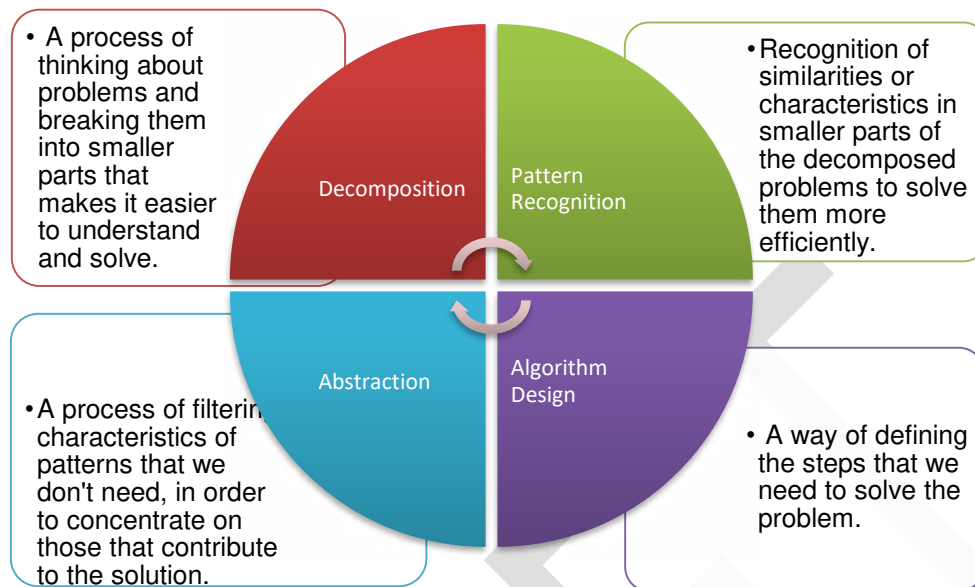 • A process of
thinking about
problems and
breaking them
into smaller
parts that
makes it easier
to understand
and solve.
Decomposition
Pattern
Recognition
•Recognition of
similarities or
characteristics in
smaller parts of
the decomposed
problems to solve
them more
efficiently.
•A process of filterin
characteristics of
patterns that we
don't need, in order
to concentrate on
those that contribute
to the solution.
Abstraction
Algorithm
Design
• A way of defining
the steps that we
need to solve the
problem.